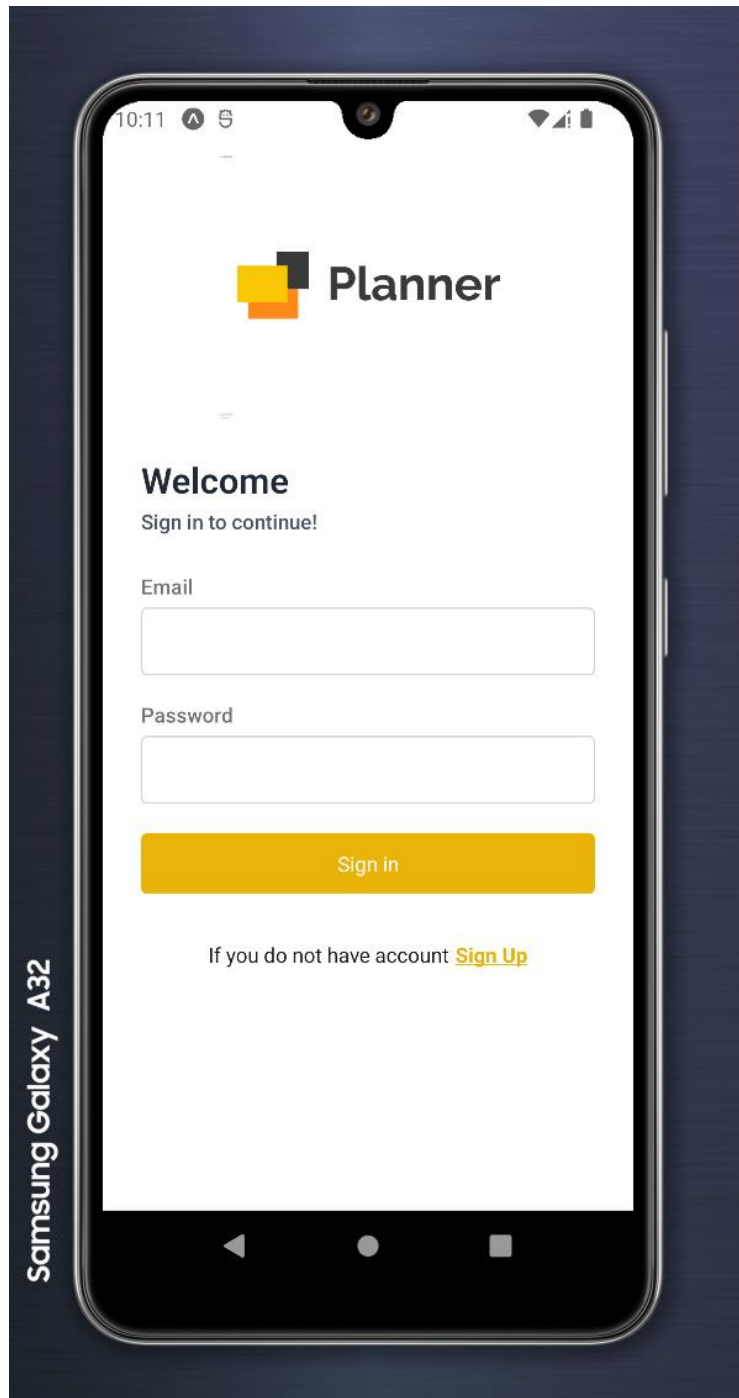 10:11
Planner
Welcome
Sign in to continue!
Email
Password
Sign in
If you do not have account Sign Up
Samsung Galaxy A32